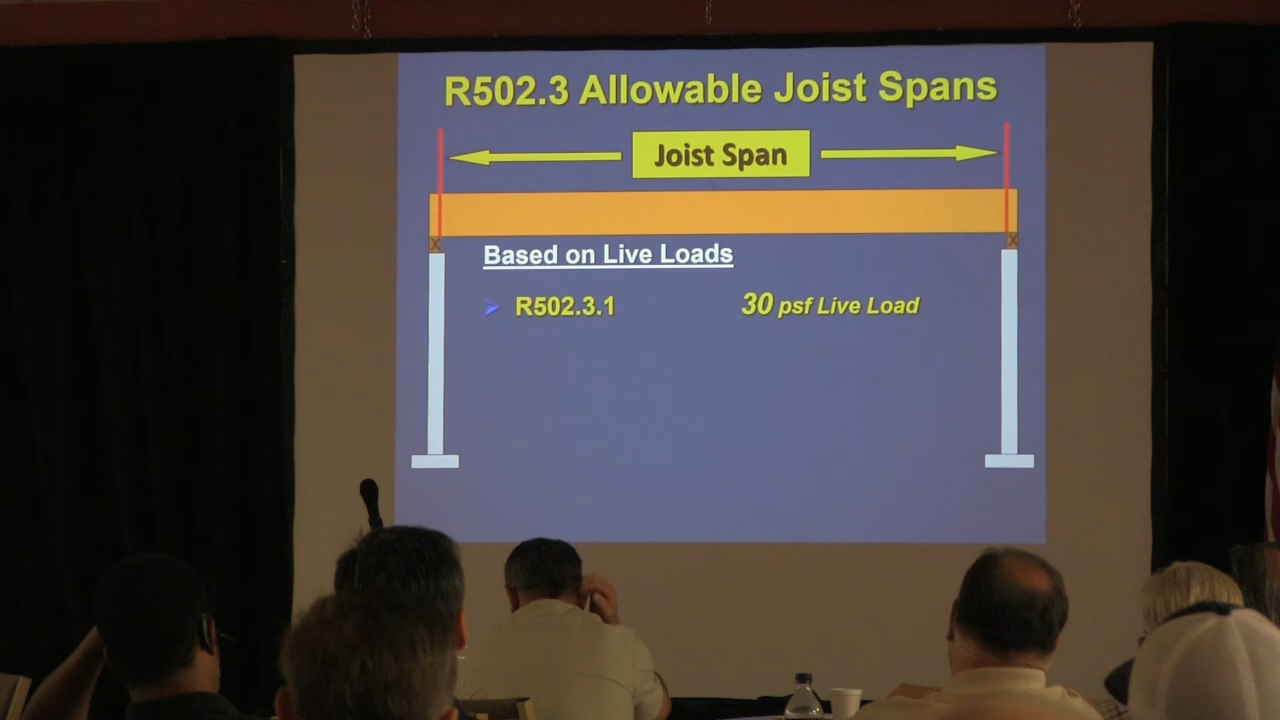 R502.3 Allowable Joist Spans
Joist Span
Based on Live Loads
R502.3.1 30 psf Live Load